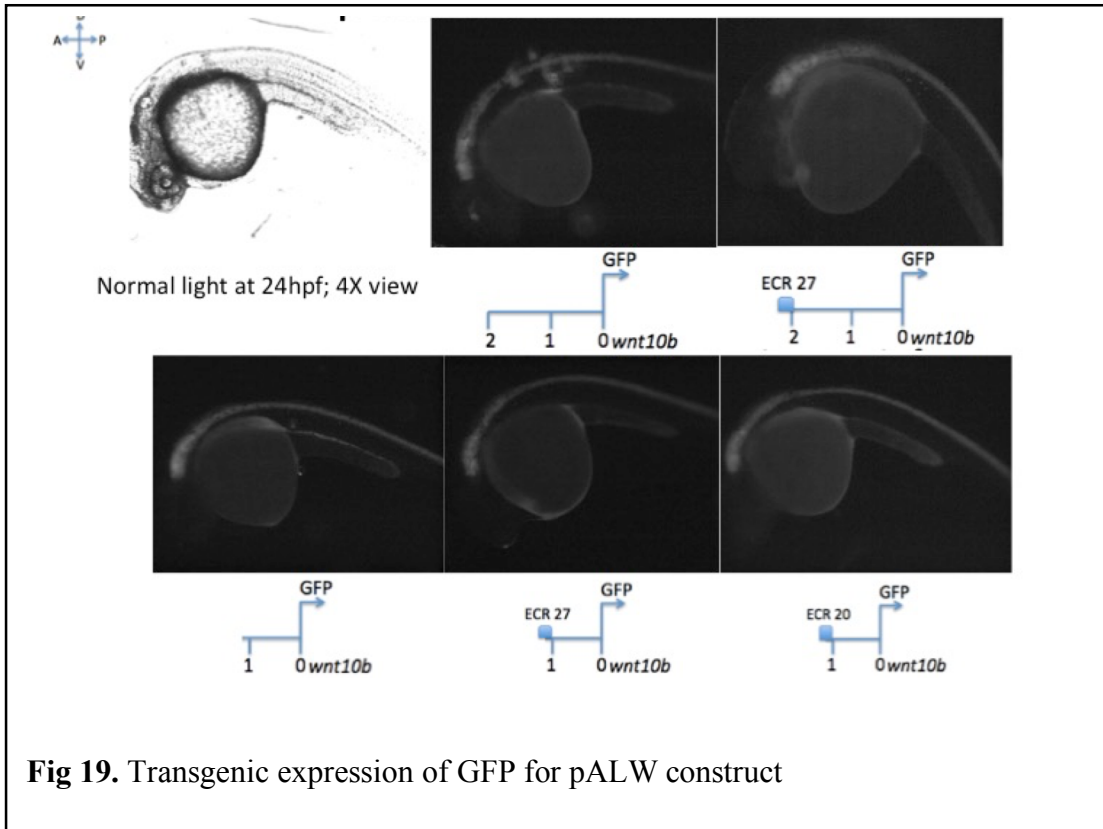 A P
V
Normal light at 24hpf; 4X view
GFP
2 1 0 wnt10b
ECR 27
GFP
2 1 0 wnt10b
GFP
1 0 wnt10b
ECR 27
GFP
1 0 wnt10b
ECR 20
GFP
1 0 wnt10b
Fig 19. Transgenic expression of GFP for pALW construct